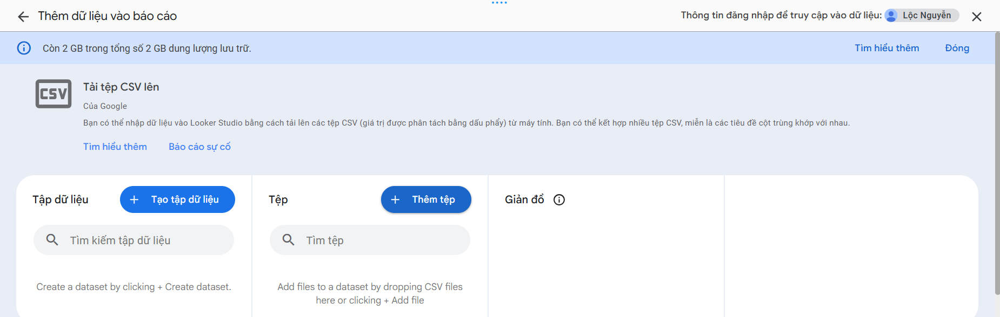 Thêm dữ liệu vào báo cáo
Thông tin đăng nhập để truy cập vào dữ liệu: Lộc Nguyễn
Còn 2 GB trong tổng số 2 GB dung lượng lưu trữ.
Tìm hiểu thêm
Đóng
CSV
Tải tệp CSV lên
Của Google
Bạn có thể nhập dữ liệu vào Looker Studio bằng cách tải lên các tệp CSV (giá trị được phân tách bằng dấu phẩy) từ máy tính. Bạn có thể kết hợp nhiều tệp CSV, miễn là các tiêu đề cột trùng khớp với nhau.
Tìm hiểu thêm
Báo cáo sự cố
Tập dữ liệu
+ Tạo tập dữ liệu
Tìm kiếm tập dữ liệu
Create a dataset by clicking + Create dataset.
Tệp
+ Thêm tệp
Tìm tệp
Add files to a dataset by dropping CSV files
here or clicking + Add file
Giản đồ